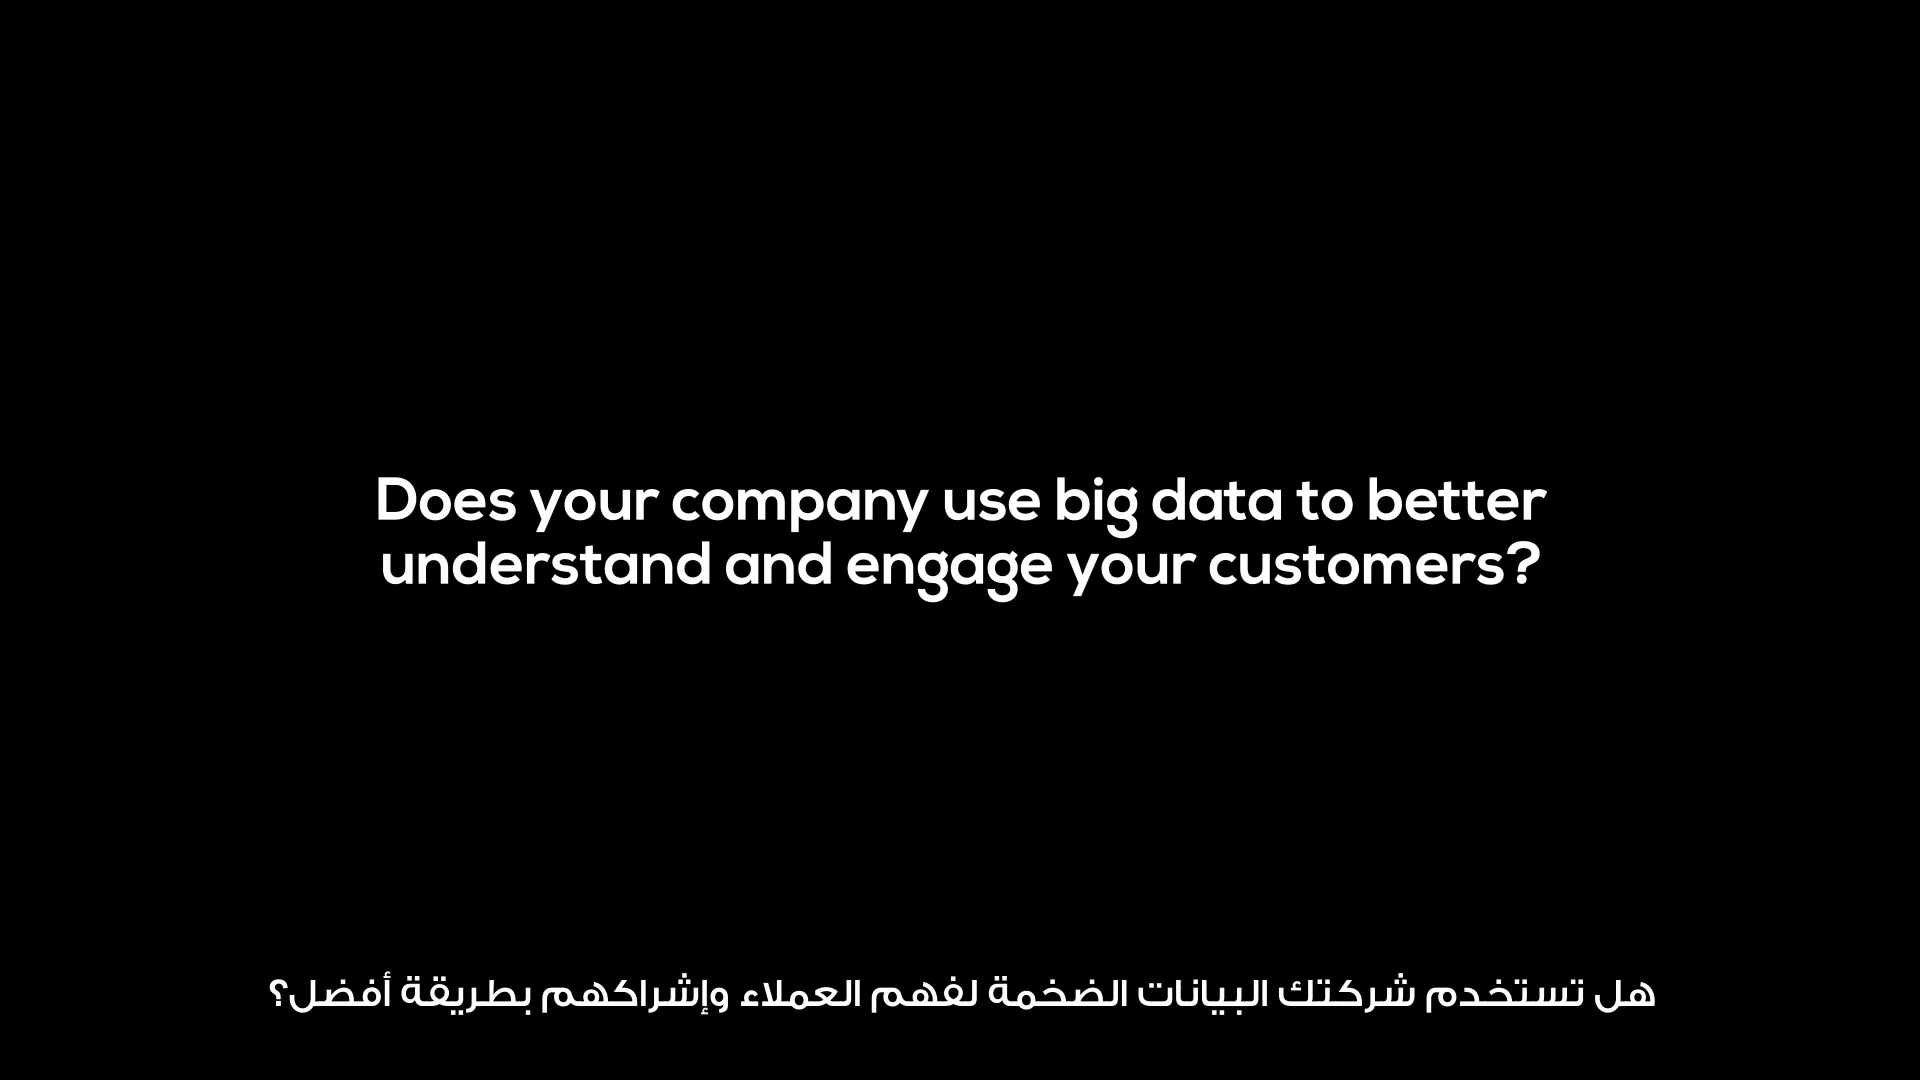 Does your company use big data to better
understand and engage your customers?
هل تستخدم شركتك البيانات الضخمة لفهم العملاء وإشراكهم بطريقة أفضل؟